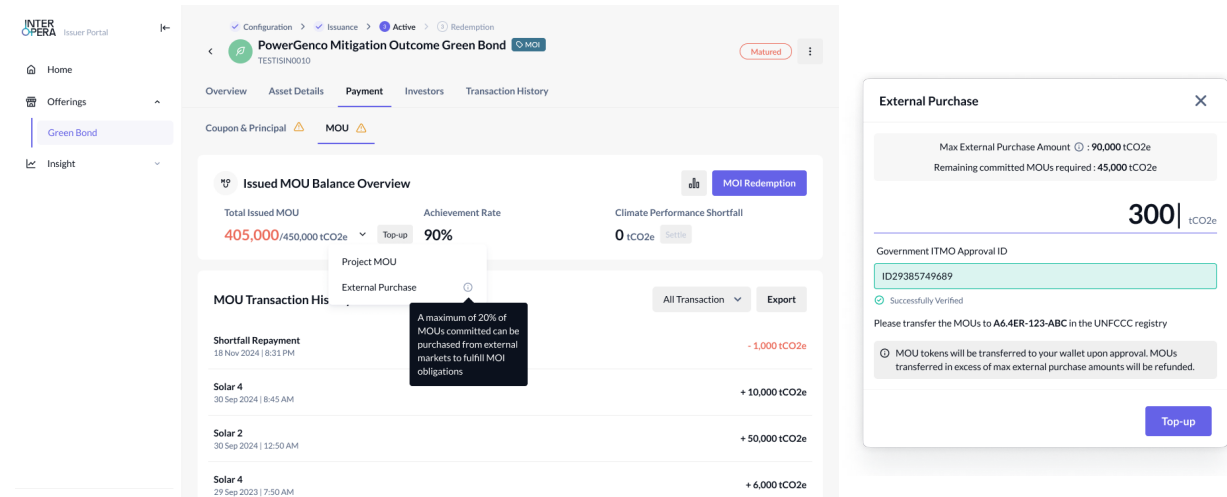 INTER
OPERA Issuer Portal
Home
Offerings
Green Bond
Insight
Configuration > Issuance > 3 Active > 3 Redemption
PowerGenco Mitigation Outcome Green Bond MOI
TESTISIN0010
Matured
Overview Asset Details Payment Investors Transaction History
Coupon & Principal MOU
Issued MOU Balance Overview
MOI Redemption
Total Issued MOU Achievement Rate Climate Performance Shortfall
405,000/450,000 tCO2e Top-up 90% 0 tCO2e Settle
Project MOU
External Purchase
A maximum of 20% of
MOUs committed can be
purchased from external
markets to fulfill MOI
obligations
MOU Transaction His
All Transaction Export
Shortfall Repayment
18 Nov 2024 | 8:31 PM
- 1,000 tCO2e
Solar 4
30 Sep 2024 | 8:45 AM
+ 10,000 tCO2e
Solar 2
30 Sep 2024 | 12:50 AM
+ 50,000 tCO2e
Solar 4
29 Sep 2023 | 7:50 AM
+ 6,000 tCO2e
External Purchase
Max External Purchase Amount : 90,000 tCO2e
Remaining committed MOUs required : 45,000 tCO2e
300 tCO2e
Government ITMO Approval ID
ID29385749689
Successfully Verified
Please transfer the MOUs to A6.4ER-123-ABC in the UNFCCC registry
MOU tokens will be transferred to your wallet upon approval. MOUs
transferred in excess of max external purchase amounts will be refunded.
Top-up